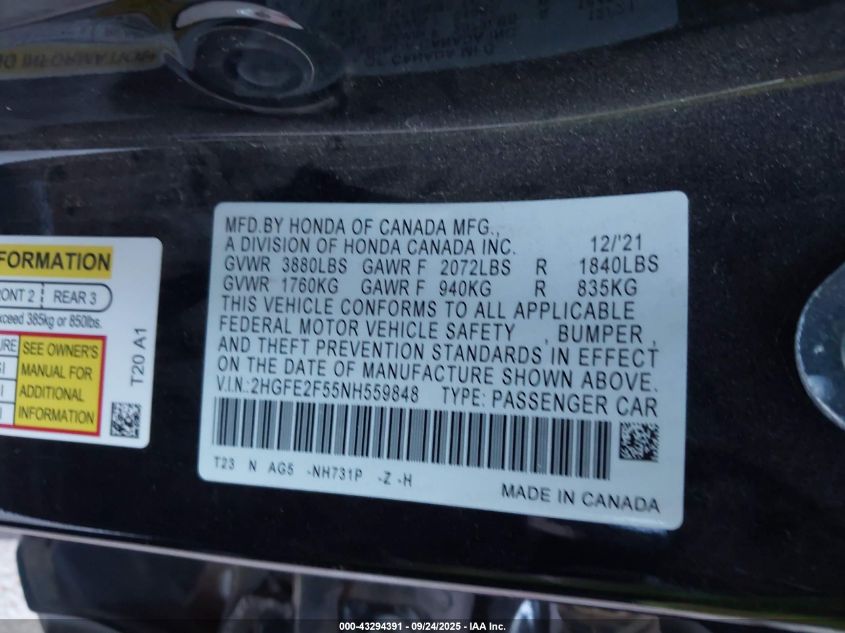 MFD.BY HONDA OF CANADA MFG.,
A DIVISION OF HONDA CANADA INC. 12/'21
GVWR 3880LBS GAWR F 2072LBS R 1840LBS
GVWR 1760KG GAWR F 940KG R 835KG
THIS VEHICLE CONFORMS TO ALL APPLICABLE
FEDERAL MOTOR VEHICLE SAFETY , BUMPER ,
AND THEFT PREVENTION STANDARDS IN EFFECT
ON THE DATE OF MANUFACTURE SHOWN ABOVE.
V.I.N.:2HGFE2F55NH559848 TYPE: PASSENGER CAR
T23 N AG5 -NH731P -Z -H
MADE IN CANADA
FORMATION
RONT 2 REAR 3
xceed 385kg or 850lbs.
URE SEE OWNER'S
MANUAL FOR
ADDITIONAL
INFORMATION
T20 A1
000-43294391 - 09/24/2025 - IAA Inc.